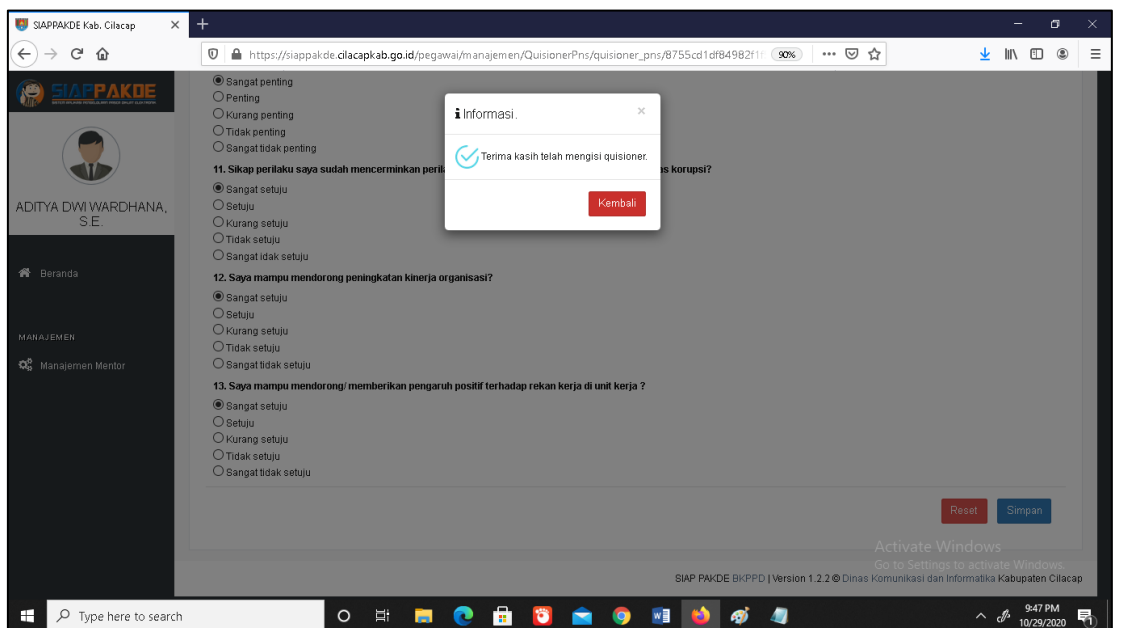 SIAPPAKDE Kab. Cilacap
https://siappakde.cilacapkab.go.id/pegawai/manajemen/QuisionerPns/quisioner_pns/8755cd1df84982f1f
90%
SIAPPAKDE
ADITYA DWI WARDHANA,
S.E.
Beranda
MANAJEMEN
Manajemen Mentor
Sangat penting
Penting
Kurang penting
Tidak penting
Sangat tidak penting
11. Sikap perilaku saya sudah mencerminkan as korupsi?
Sangat setuju
Setuju
Kurang setuju
Tidak setuju
Sangat idak setuju
12. Saya mampu mendorong peningkatan kinerja organisasi?
Sangat setuju
Setuju
Kurang setuju
Tidak setuju
Sangat tidak setuju
13. Saya mampu mendorong/ memberikan pengaruh positif terhadap rekan kerja di unit kerja ?
Sangat setuju
Setuju
Kurang setuju
Tidak setuju
Sangat tidak setuju
Informasi.
Terima kasih telah mengisi quisioner.
Kembali
Reset Simpan
Activate Windows
Go to Settings to activate Windows.
SIAP PAKDE BKPPD | Version 1.2.2 © Dinas Komunikasi dan Informatika Kabupaten Cilacap
Type here to search
9:47 PM
10/29/2020